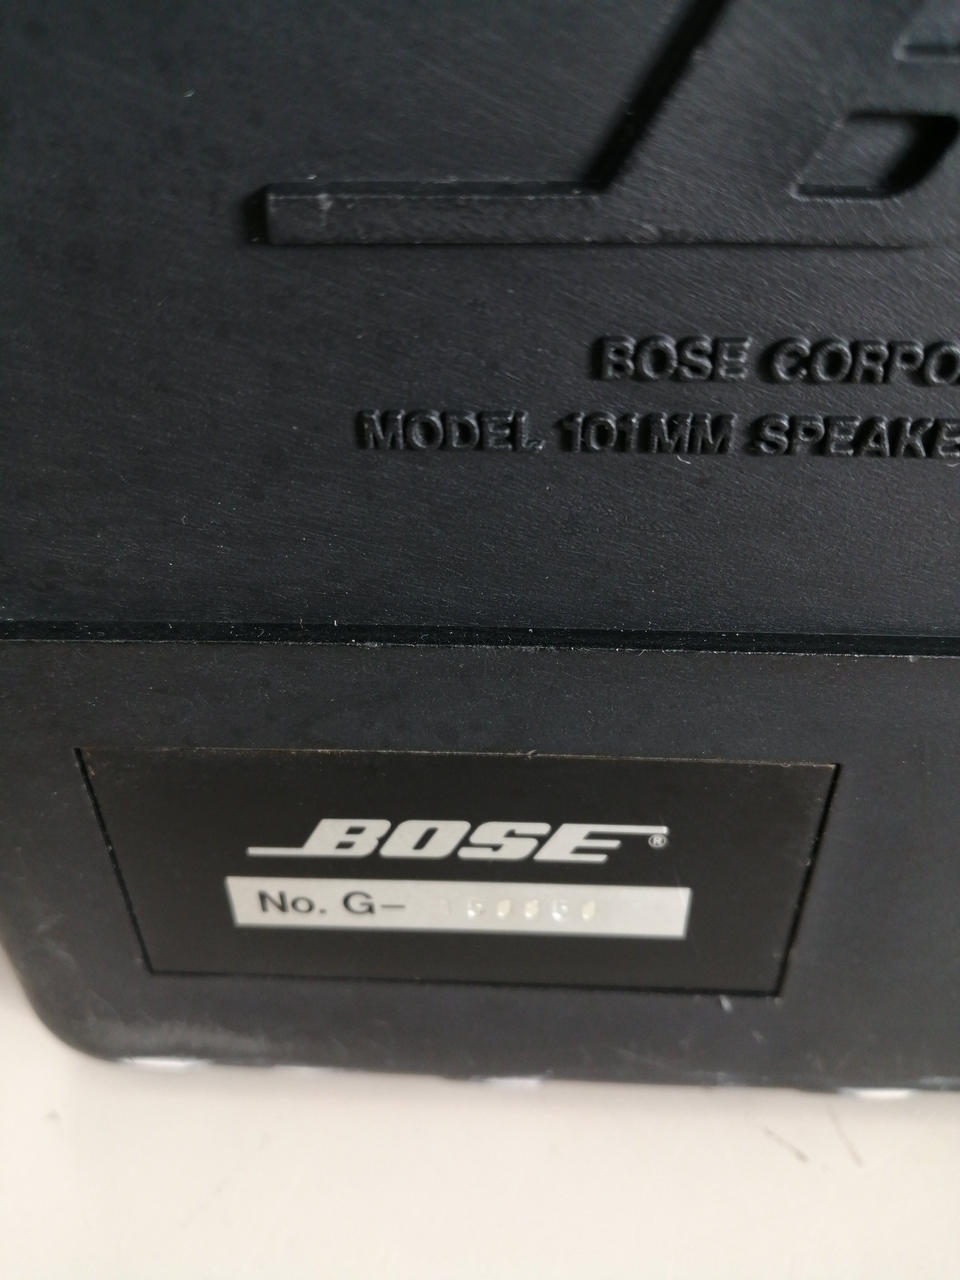 BOSE CORPO
MODEL 101MM SPEAKE
BOSE®
No. G-